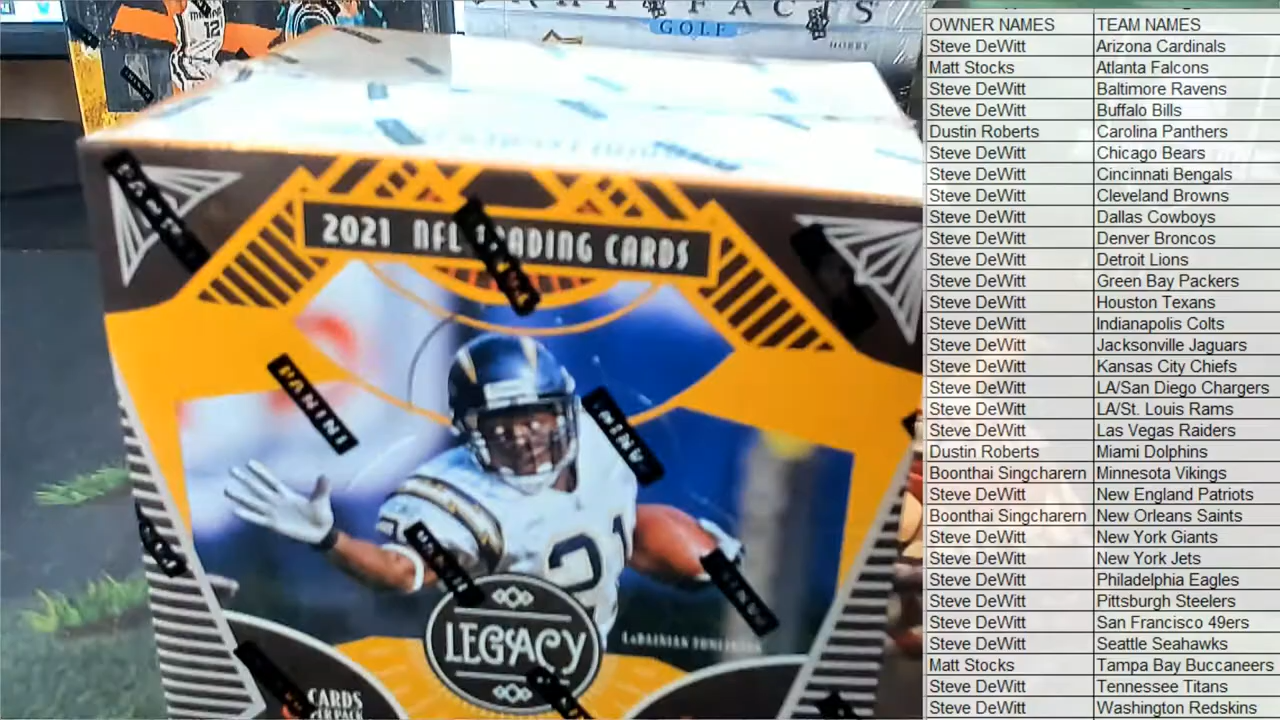 12
GOLF
HOBBY
PANINI
2021 NFL TRADING CARDS
PANINI
PANINI
LADAINIAN TOMLINSON
LEGACY
CARDS
PER PACK
OWNER NAMES TEAM NAMES
Steve DeWitt Arizona Cardinals
Matt Stocks Atlanta Falcons
Steve DeWitt Baltimore Ravens
Steve DeWitt Buffalo Bills
Dustin Roberts Carolina Panthers
Steve DeWitt Chicago Bears
Steve DeWitt Cincinnati Bengals
Steve DeWitt Cleveland Browns
Steve DeWitt Dallas Cowboys
Steve DeWitt Denver Broncos
Steve DeWitt Detroit Lions
Steve DeWitt Green Bay Packers
Steve DeWitt Houston Texans
Steve DeWitt Indianapolis Colts
Steve DeWitt Jacksonville Jaguars
Steve DeWitt Kansas City Chiefs
Steve DeWitt LA/San Diego Chargers
Steve DeWitt LA/St. Louis Rams
Steve DeWitt Las Vegas Raiders
Dustin Roberts Miami Dolphins
Boonthai Singcharern Minnesota Vikings
Steve DeWitt New England Patriots
Boonthai Singcharern New Orleans Saints
Steve DeWitt New York Giants
Steve DeWitt New York Jets
Steve DeWitt Philadelphia Eagles
Steve DeWitt Pittsburgh Steelers
Steve DeWitt San Francisco 49ers
Steve DeWitt Seattle Seahawks
Matt Stocks Tampa Bay Buccaneers
Steve DeWitt Tennessee Titans
Steve DeWitt Washington Redskins